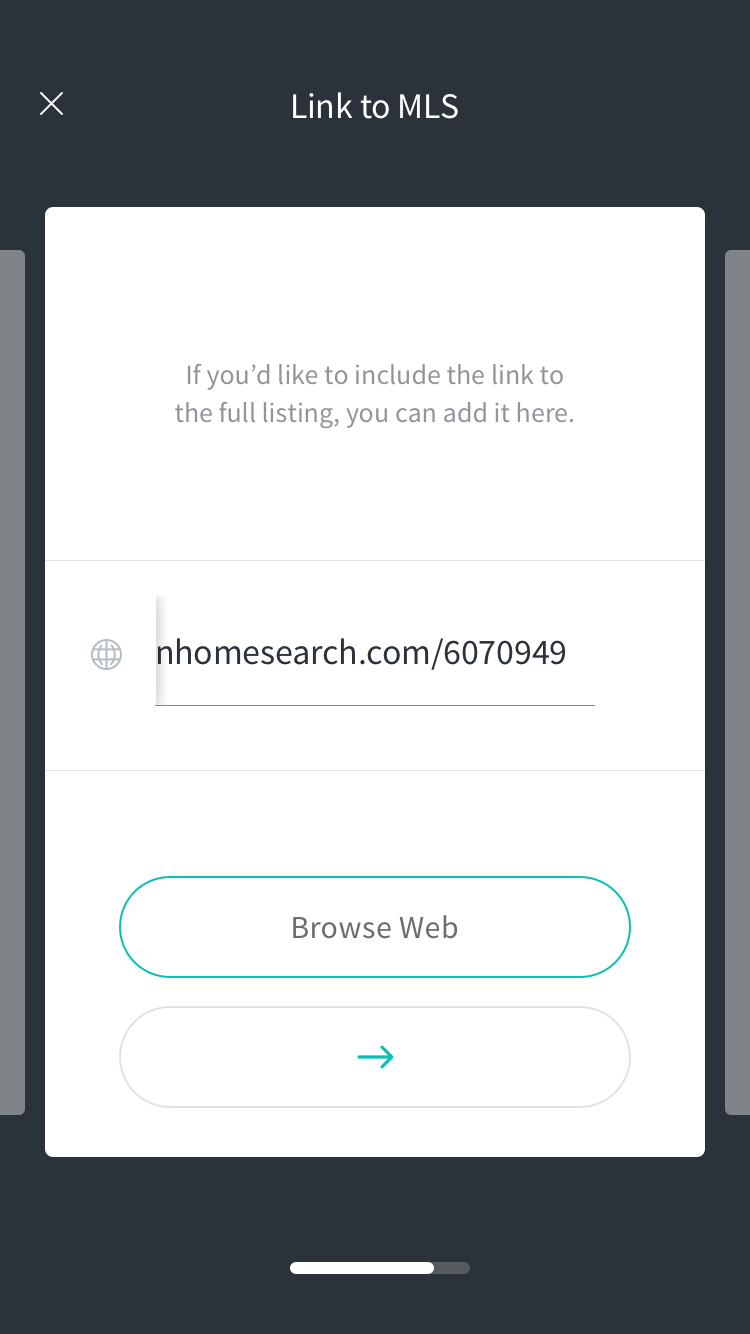 Link to MLS
If you’d like to include the link to
the full listing, you can add it here.
nhomesearch.com/6070949
Browse Web